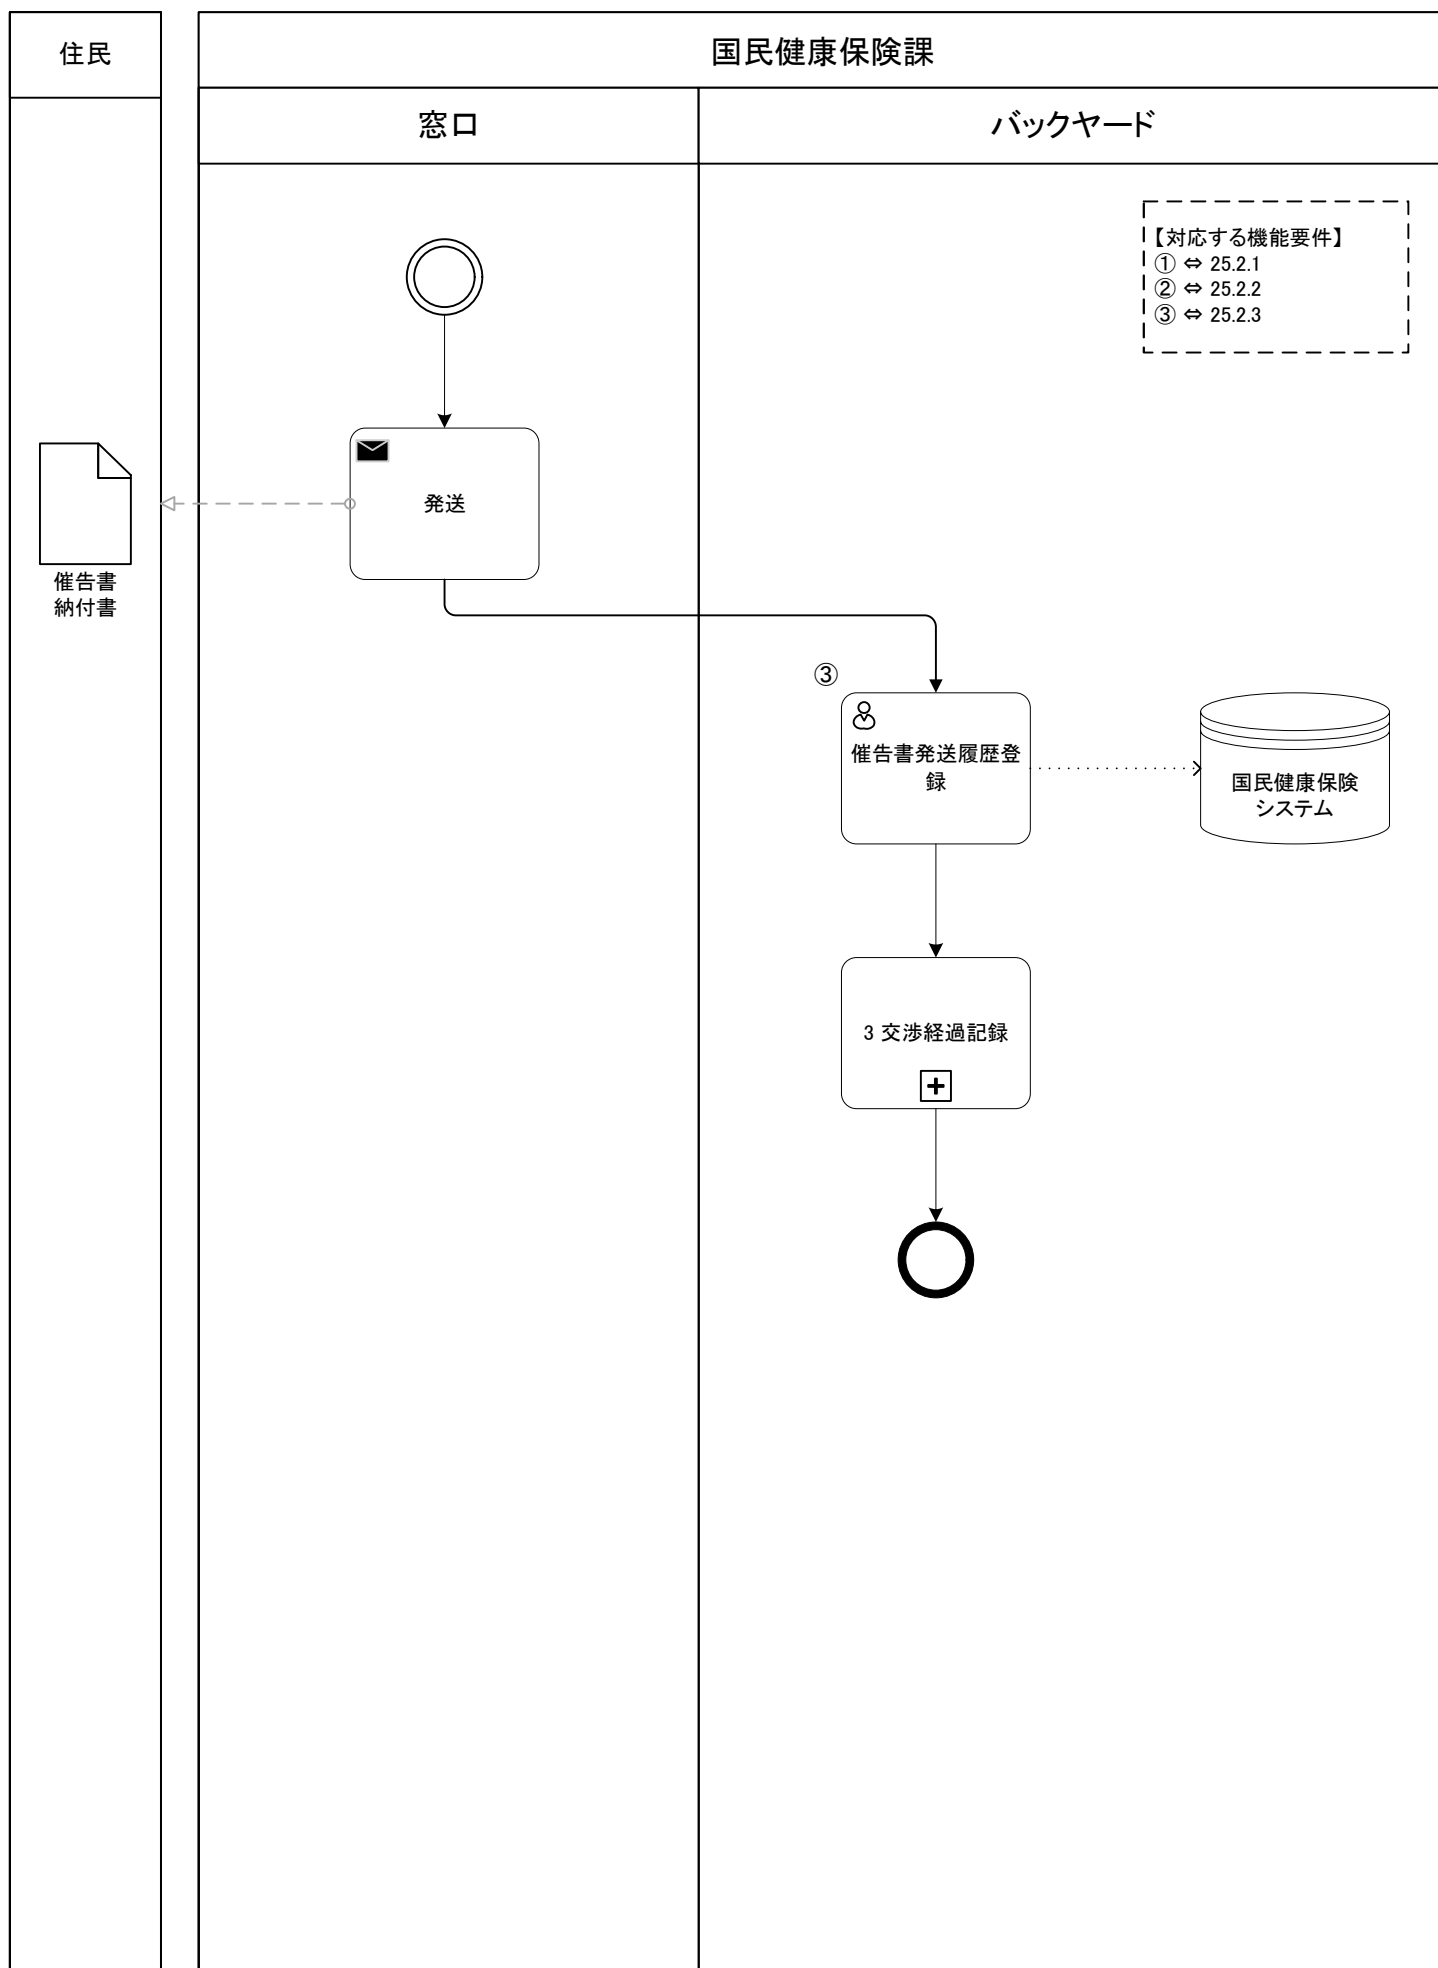 住民
国民健康保険課
窓口
バックヤード
【対応する機能要件】
① ⇔ 25.2.1
② ⇔ 25.2.2
③ ⇔ 25.2.3
発送
催告書
納付書
③
催告書発送履歴登
録
国民健康保険
システム
3 交渉経過記録